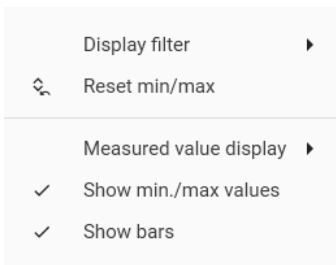 Display filter
Reset min/max
Measured value display
Show min./max values
Show bars